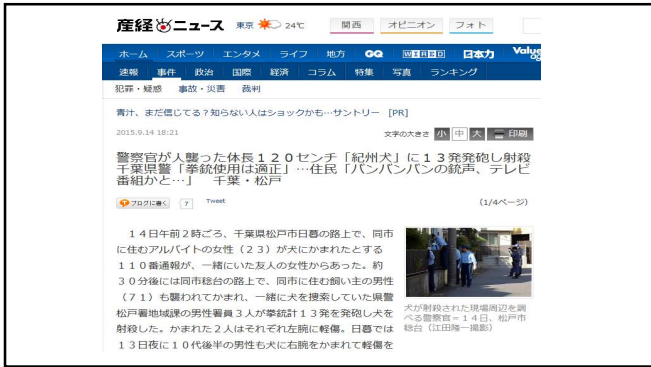 産経ニュース 東京 24℃ 関西 オピニオン フォト
ホーム スポーツ エンタメ ライフ 地方 GQ WIRED 日本力 Value
速報 事件 政治 国際 経済 コラム 特集 写真 ランキング
犯罪・疑惑 事故・災害 裁判
青汁、まだ信じてる？知らない人はショックかも…サントリー [PR]
2015.9.14 18:21 文字の大きさ 小 中 大 印刷
警察官が人襲った体長１２０センチ「紀州犬」に１３発発砲し射殺
千葉県警「拳銃使用は適正」…住民「バンバンバンの銃声、テレビ
番組かと…」 千葉・松戸
ブログに書く 7 Tweet (1/4ページ)
１４日午前２時ごろ、千葉県松戸市日暮の路上で、同市
に住むアルバイトの女性（２３）が犬にかまれたとする
１１０番通報が、一緒にいた友人の女性からあった。約
３０分後には同市稔台の路上で、同市に住む飼い主の男性
（７１）も襲われてかまれ、一緒に犬を捜索していた県警
松戸署地域課の男性署員３人が拳銃計１３発を発砲し犬を
射殺した。かまれた２人はそれぞれ左腕に軽傷。日暮では
１３日夜に１０代後半の男性も犬に右腕をかまれて軽傷を
犬が射殺された現場周辺を調
べる警察官＝１４日、松戸市
稔台（江田隆一撮影）